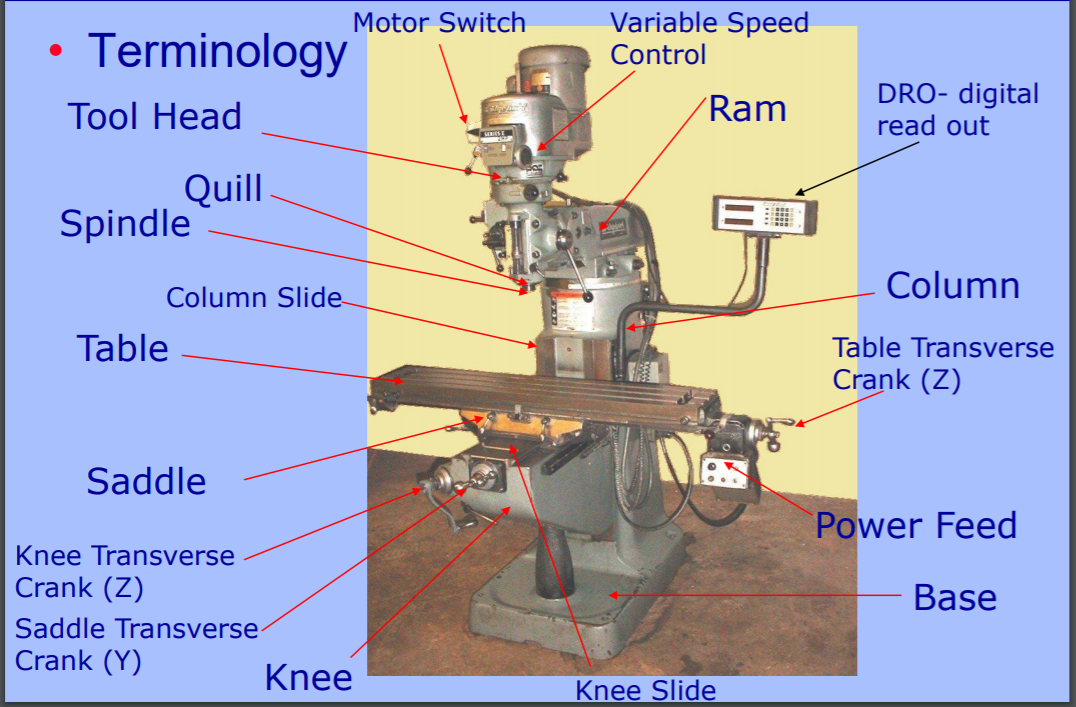 • Terminology
Motor Switch
Variable Speed
Control
Tool Head
Ram
DRO- digital
read out
Quill
Spindle
Column Slide
Column
Table
Table Transverse
Crank (Z)
Saddle
Power Feed
Knee Transverse
Crank (Z)
Base
Saddle Transverse
Crank (Y)
Knee
Knee Slide
SERIES I